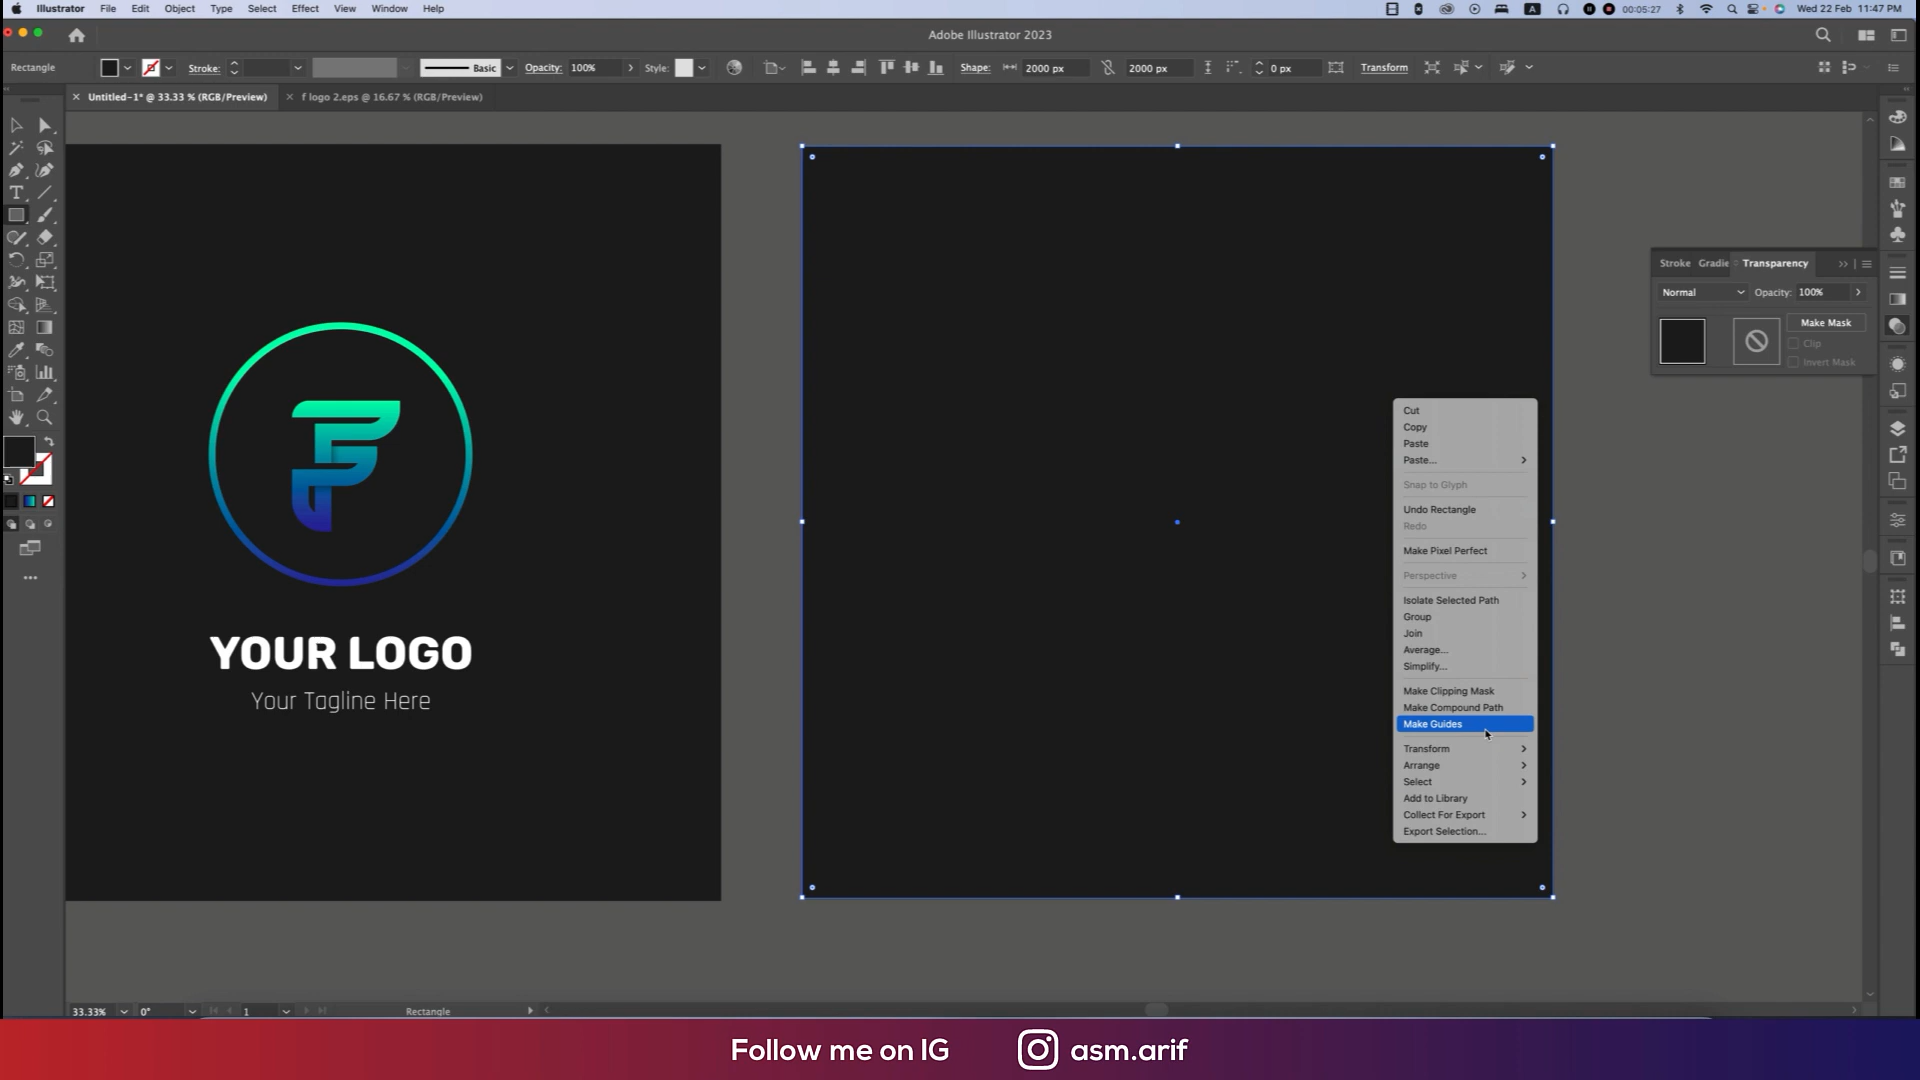 Illustrator File Edit Object Type Select Effect View Window Help
A 00:05:27 Wed 22 Feb 11:47 PM
Adobe Illustrator 2023
Rectangle Stroke: Basic Opacity: 100% Style: Shape: 2000 px 2000 px 0 px Transform
Untitled-1* @ 33.33 % (RGB/Preview) f logo 2.eps @ 16.67 % (RGB/Preview)
Stroke Gradie Transparency
Normal Opacity: 100%
Make Mask
Clip
Invert Mask
Cut
Copy
Paste
Paste...
Snap to Glyph
Undo Rectangle
Redo
Make Pixel Perfect
Perspective
Isolate Selected Path
Group
Join
Average...
Simplify...
Make Clipping Mask
Make Compound Path
Make Guides
Transform
Arrange
Select
Add to Library
Collect For Export
Export Selection...
YOUR LOGO
Your Tagline Here
33.33% 0° 1 Rectangle
Follow me on IG asm.arif